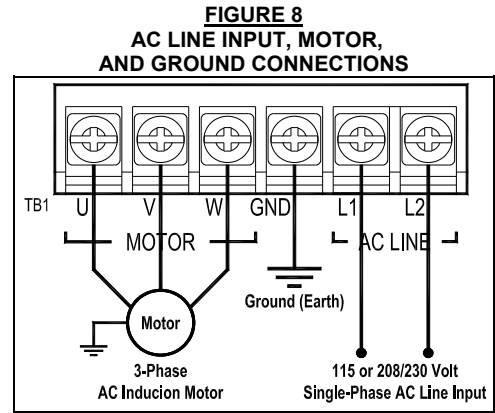 FIGURE 8
AC LINE INPUT, MOTOR,
AND GROUND CONNECTIONS
TB1 U V W GND L1 L2
MOTOR AC LINE
Ground (Earth)
Motor
3-Phase
AC Inducion Motor
115 or 208/230 Volt
Single-Phase AC Line Input